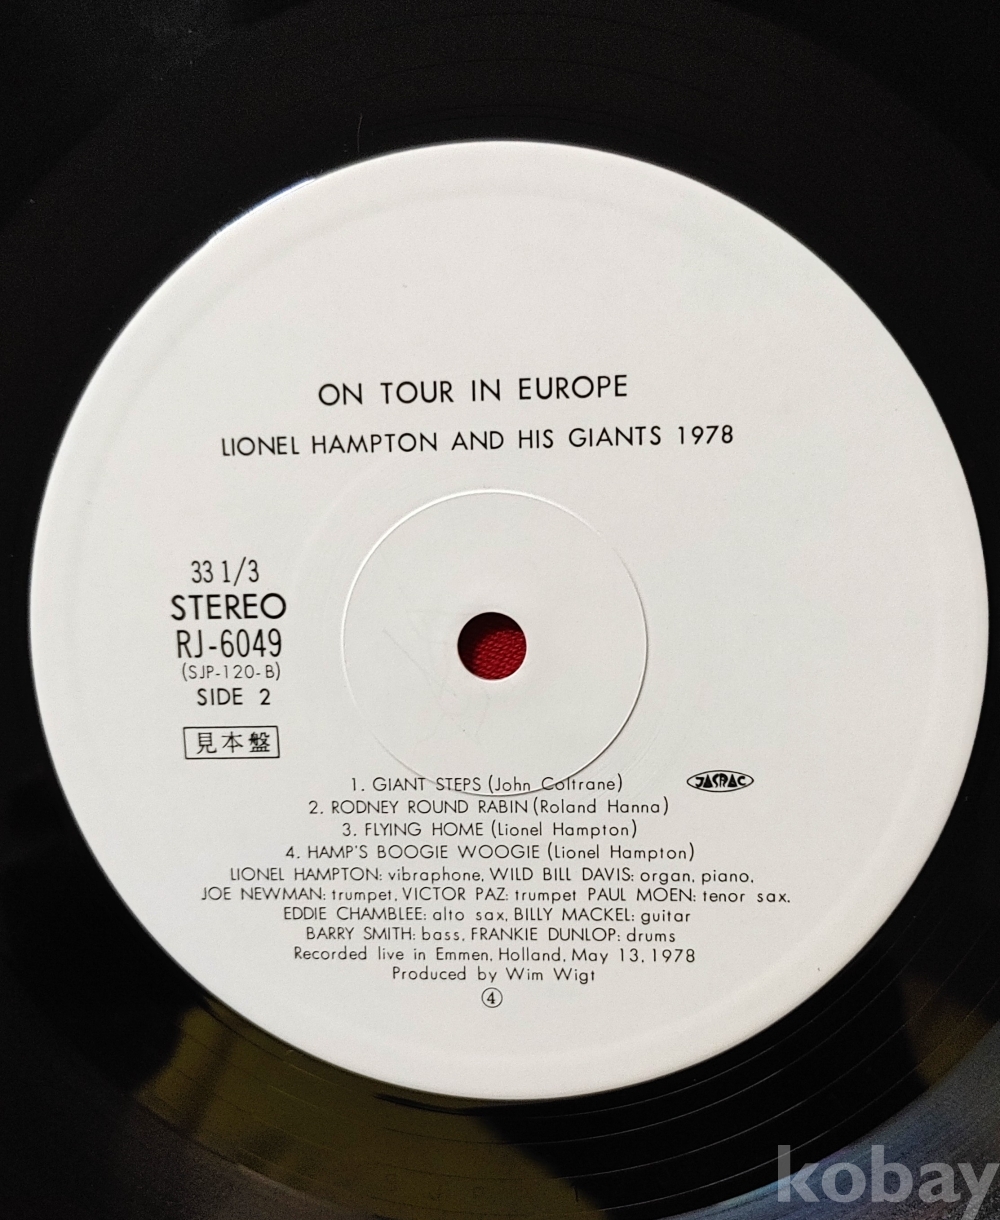 ON TOUR IN EUROPE
LIONEL HAMPTON AND HIS GIANTS 1978
33 1/3
STEREO
RJ-6049
(SJP-120-B)
SIDE 2
見本盤
1. GIANT STEPS (John Coltrane)
JASRAC
2. RODNEY ROUND RABIN (Roland Hanna)
3. FLYING HOME (Lionel Hampton)
4. HAMP'S BOOGIE WOOGIE (Lionel Hampton)
LIONEL HAMPTON: vibraphone, WILD BILL DAVIS: organ, piano,
JOE NEWMAN: trumpet, VICTOR PAZ: trumpet PAUL MOEN: tenor sax.
EDDIE CHAMBLEE: alto sax, BILLY MACKEL: guitar
BARRY SMITH: bass, FRANKIE DUNLOP: drums
Recorded live in Emmen, Holland, May 13, 1978
Produced by Wim Wigt
④
kobay